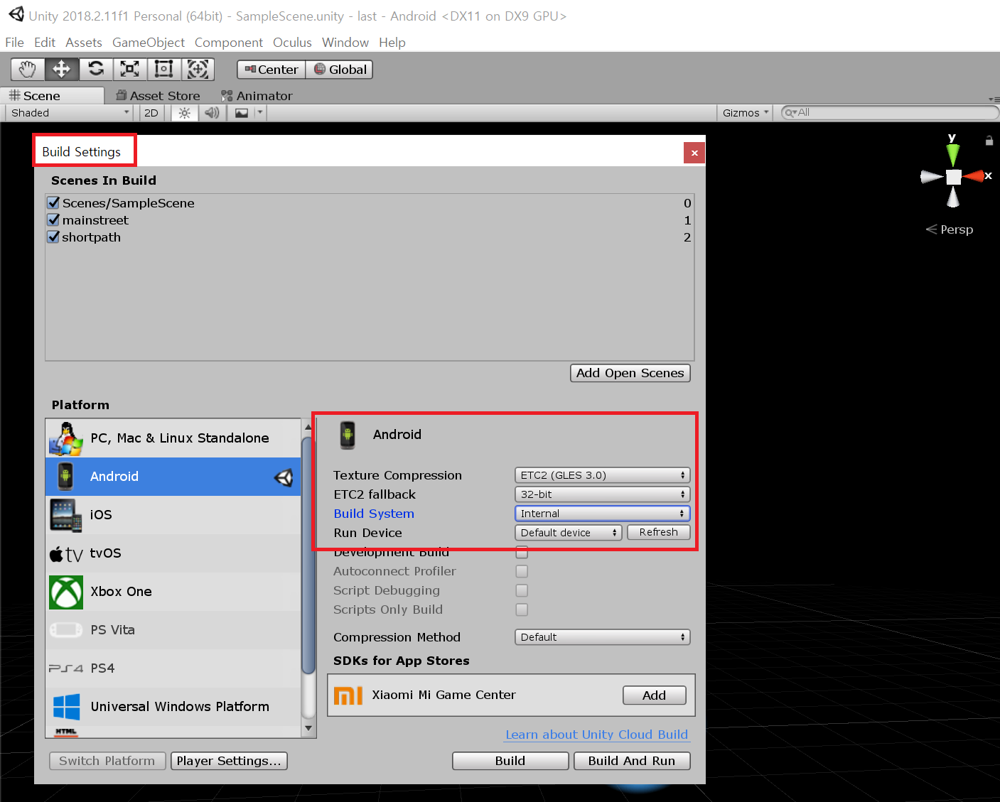 Unity 2018.2.11f1 Personal (64bit) - SampleScene.unity - last - Android <DX11 on DX9 GPU>
File Edit Assets GameObject Component Oculus Window Help
Center Global
Scene Asset Store Animator
Shaded 2D Gizmos All
Build Settings
y
x
Persp
Scenes In Build
Scenes/SampleScene 0
mainstreet 1
shortpath 2
Add Open Scenes
Platform
PC, Mac & Linux Standalone
Android
iOS
tv tvOS
Xbox One
PS Vita
PS4 PS4
Universal Windows Platform
HTML
Android
Texture Compression ETC2 (GLES 3.0)
ETC2 fallback 32-bit
Build System Internal
Run Device Default device Refresh
Development Build
Autoconnect Profiler
Script Debugging
Scripts Only Build
Compression Method Default
SDKs for App Stores
mi Xiaomi Mi Game Center Add
Learn about Unity Cloud Build
Switch Platform Player Settings... Build Build And Run